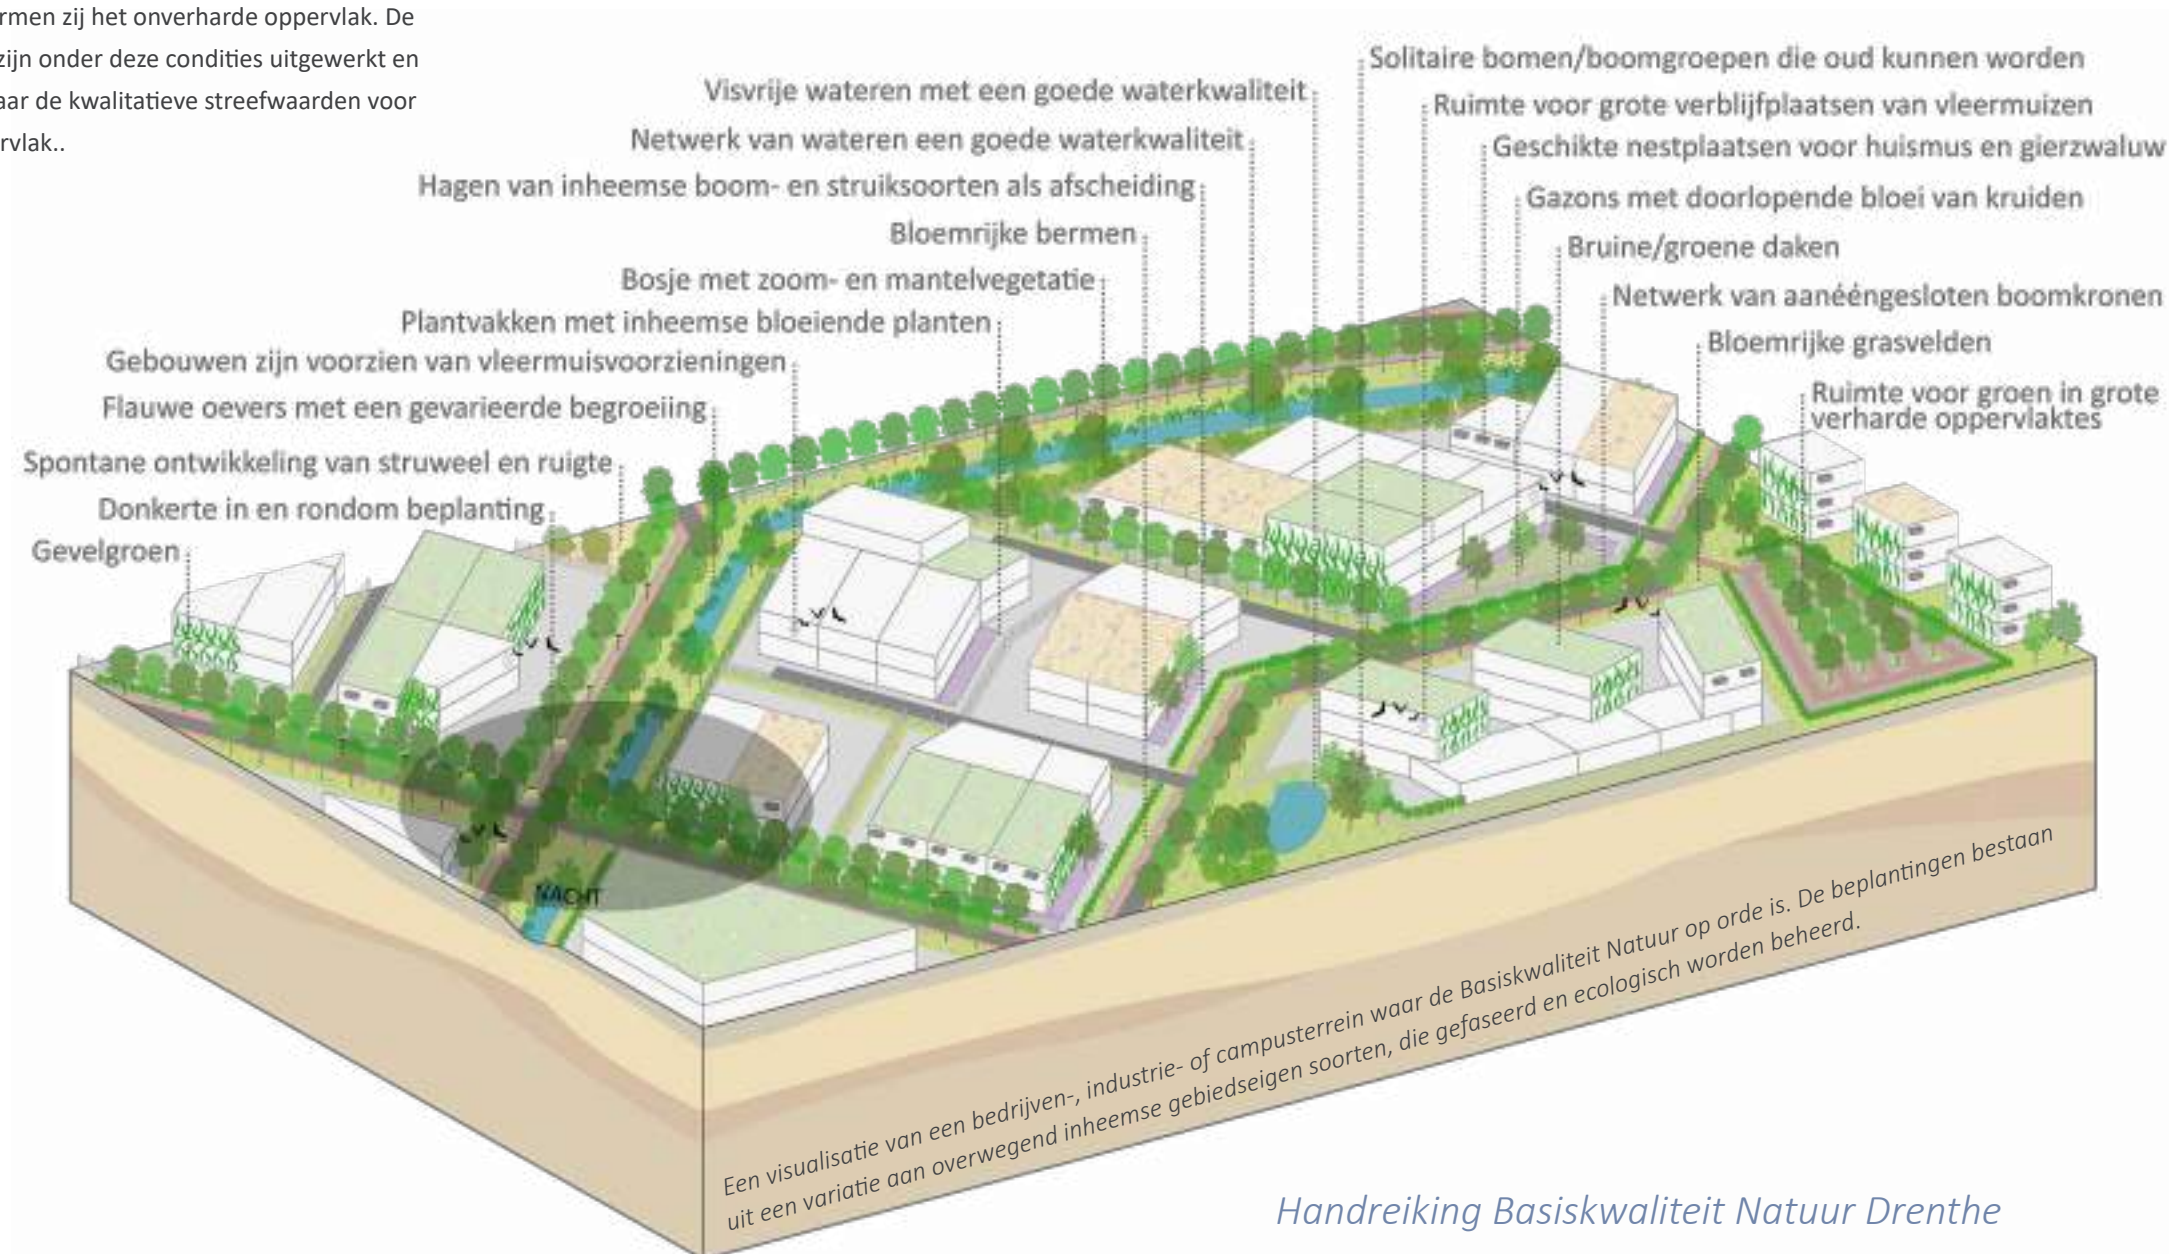 rmen zij het onverharde oppervlak. De
zijn onder deze condities uitgewerkt en
aar de kwalitatieve streefwaarden voor
rvlak..
Solitaire bomen/boomgroepen die oud kunnen worden
Visvrije wateren met een goede waterkwaliteit
Ruimte voor grote verblijfplaatsen van vleermuizen
Netwerk van wateren een goede waterkwaliteit
Geschikte nestplaatsen voor huismus en gierzwaluw
Hagen van inheemse boom- en struiksoorten als afscheiding
Gazons met doorlopende bloei van kruiden
Bloemrijke bermen
Bruine/groene daken
Bosje met zoom- en mantelvegetatie
Netwerk van aanééngesloten boomkronen
Plantvakken met inheemse bloeiende planten
Bloemrijke grasvelden
Gebouwen zijn voorzien van vleermuisvoorzieningen
Ruimte voor groen in grote
verharde oppervlaktes
Flauwe oevers met een gevarieerde begroeiing
Spontane ontwikkeling van struweel en ruigte
Donkerte in en rondom beplanting
Gevelgroen
NACHT
Een visualisatie van een bedrijven-, industrie- of campusterrein waar de Basiskwaliteit Natuur op orde is. De beplantingen bestaan
uit een variatie aan overwegend inheemse gebiedseigen soorten, die gefaseerd en ecologisch worden beheerd.
Handreiking Basiskwaliteit Natuur Drenthe